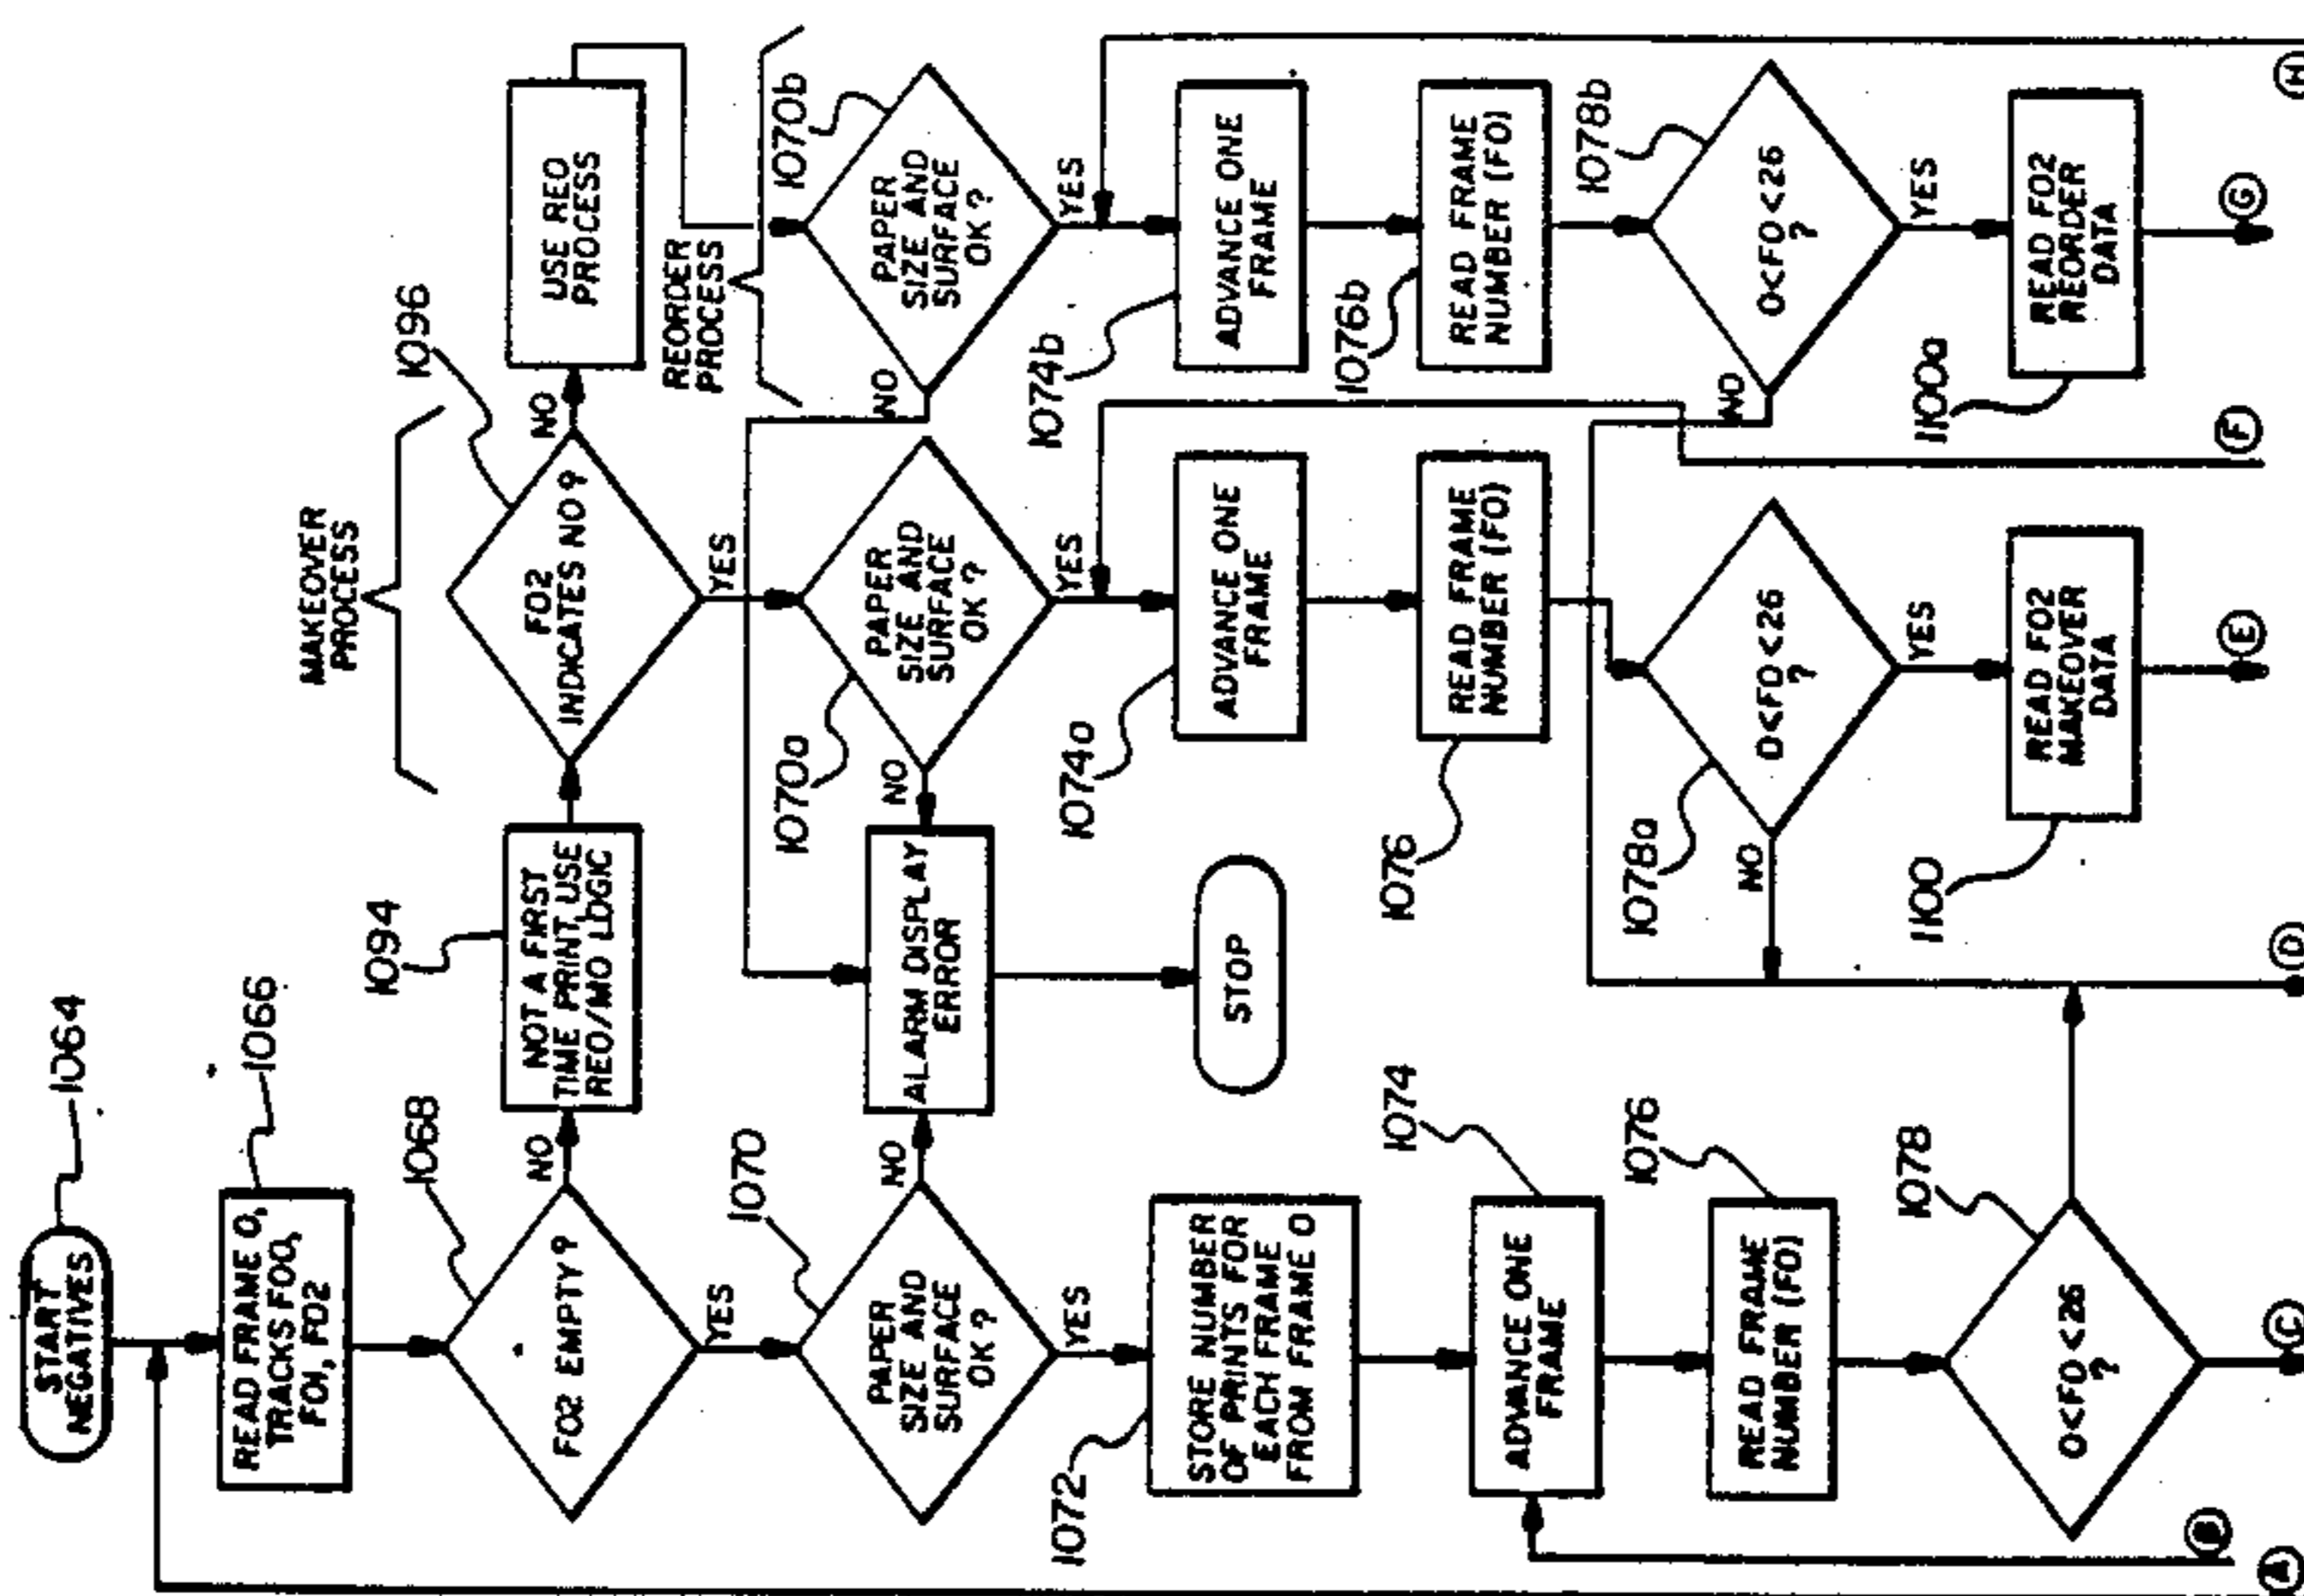 START
NEGATIVES
1064
READ FRAME 0,
TRACKS F00,
F01, F02
1066
F02 EMPTY?
1068
NO
YES
NOT A FIRST
TIME PRINT, USE
REO/MO LOGIC
1094
MAKEOVER
PROCESS
F02
INDICATES NO?
1096
NO
YES
USE REO
PROCESS
REORDER
PROCESS
PAPER
SIZE AND
SURFACE
OK?
1070
NO
YES
ALARM DISPLAY
ERROR
STOP
PAPER
SIZE AND
SURFACE
OK?
1070a
NO
YES
PAPER
SIZE AND
SURFACE
OK?
1070b
NO
YES
STORE NUMBER
OF PRINTS FOR
EACH FRAME
FROM FRAME 0
1072
ADVANCE ONE
FRAME
1074
ADVANCE ONE
FRAME
1074a
ADVANCE ONE
FRAME
1074b
READ FRAME
NUMBER (F0)
1076
READ FRAME
NUMBER (F0)
1076
READ FRAME
NUMBER (F0)
1076b
0<F0<26
?
1078
0<F0<26
?
1078a
NO
YES
0<F0<26
?
1078b
NO
YES
READ F02
MAKEOVER
DATA
1100
READ F02
REORDER
DATA
1100a
A
B
C
D
E
F
G
H